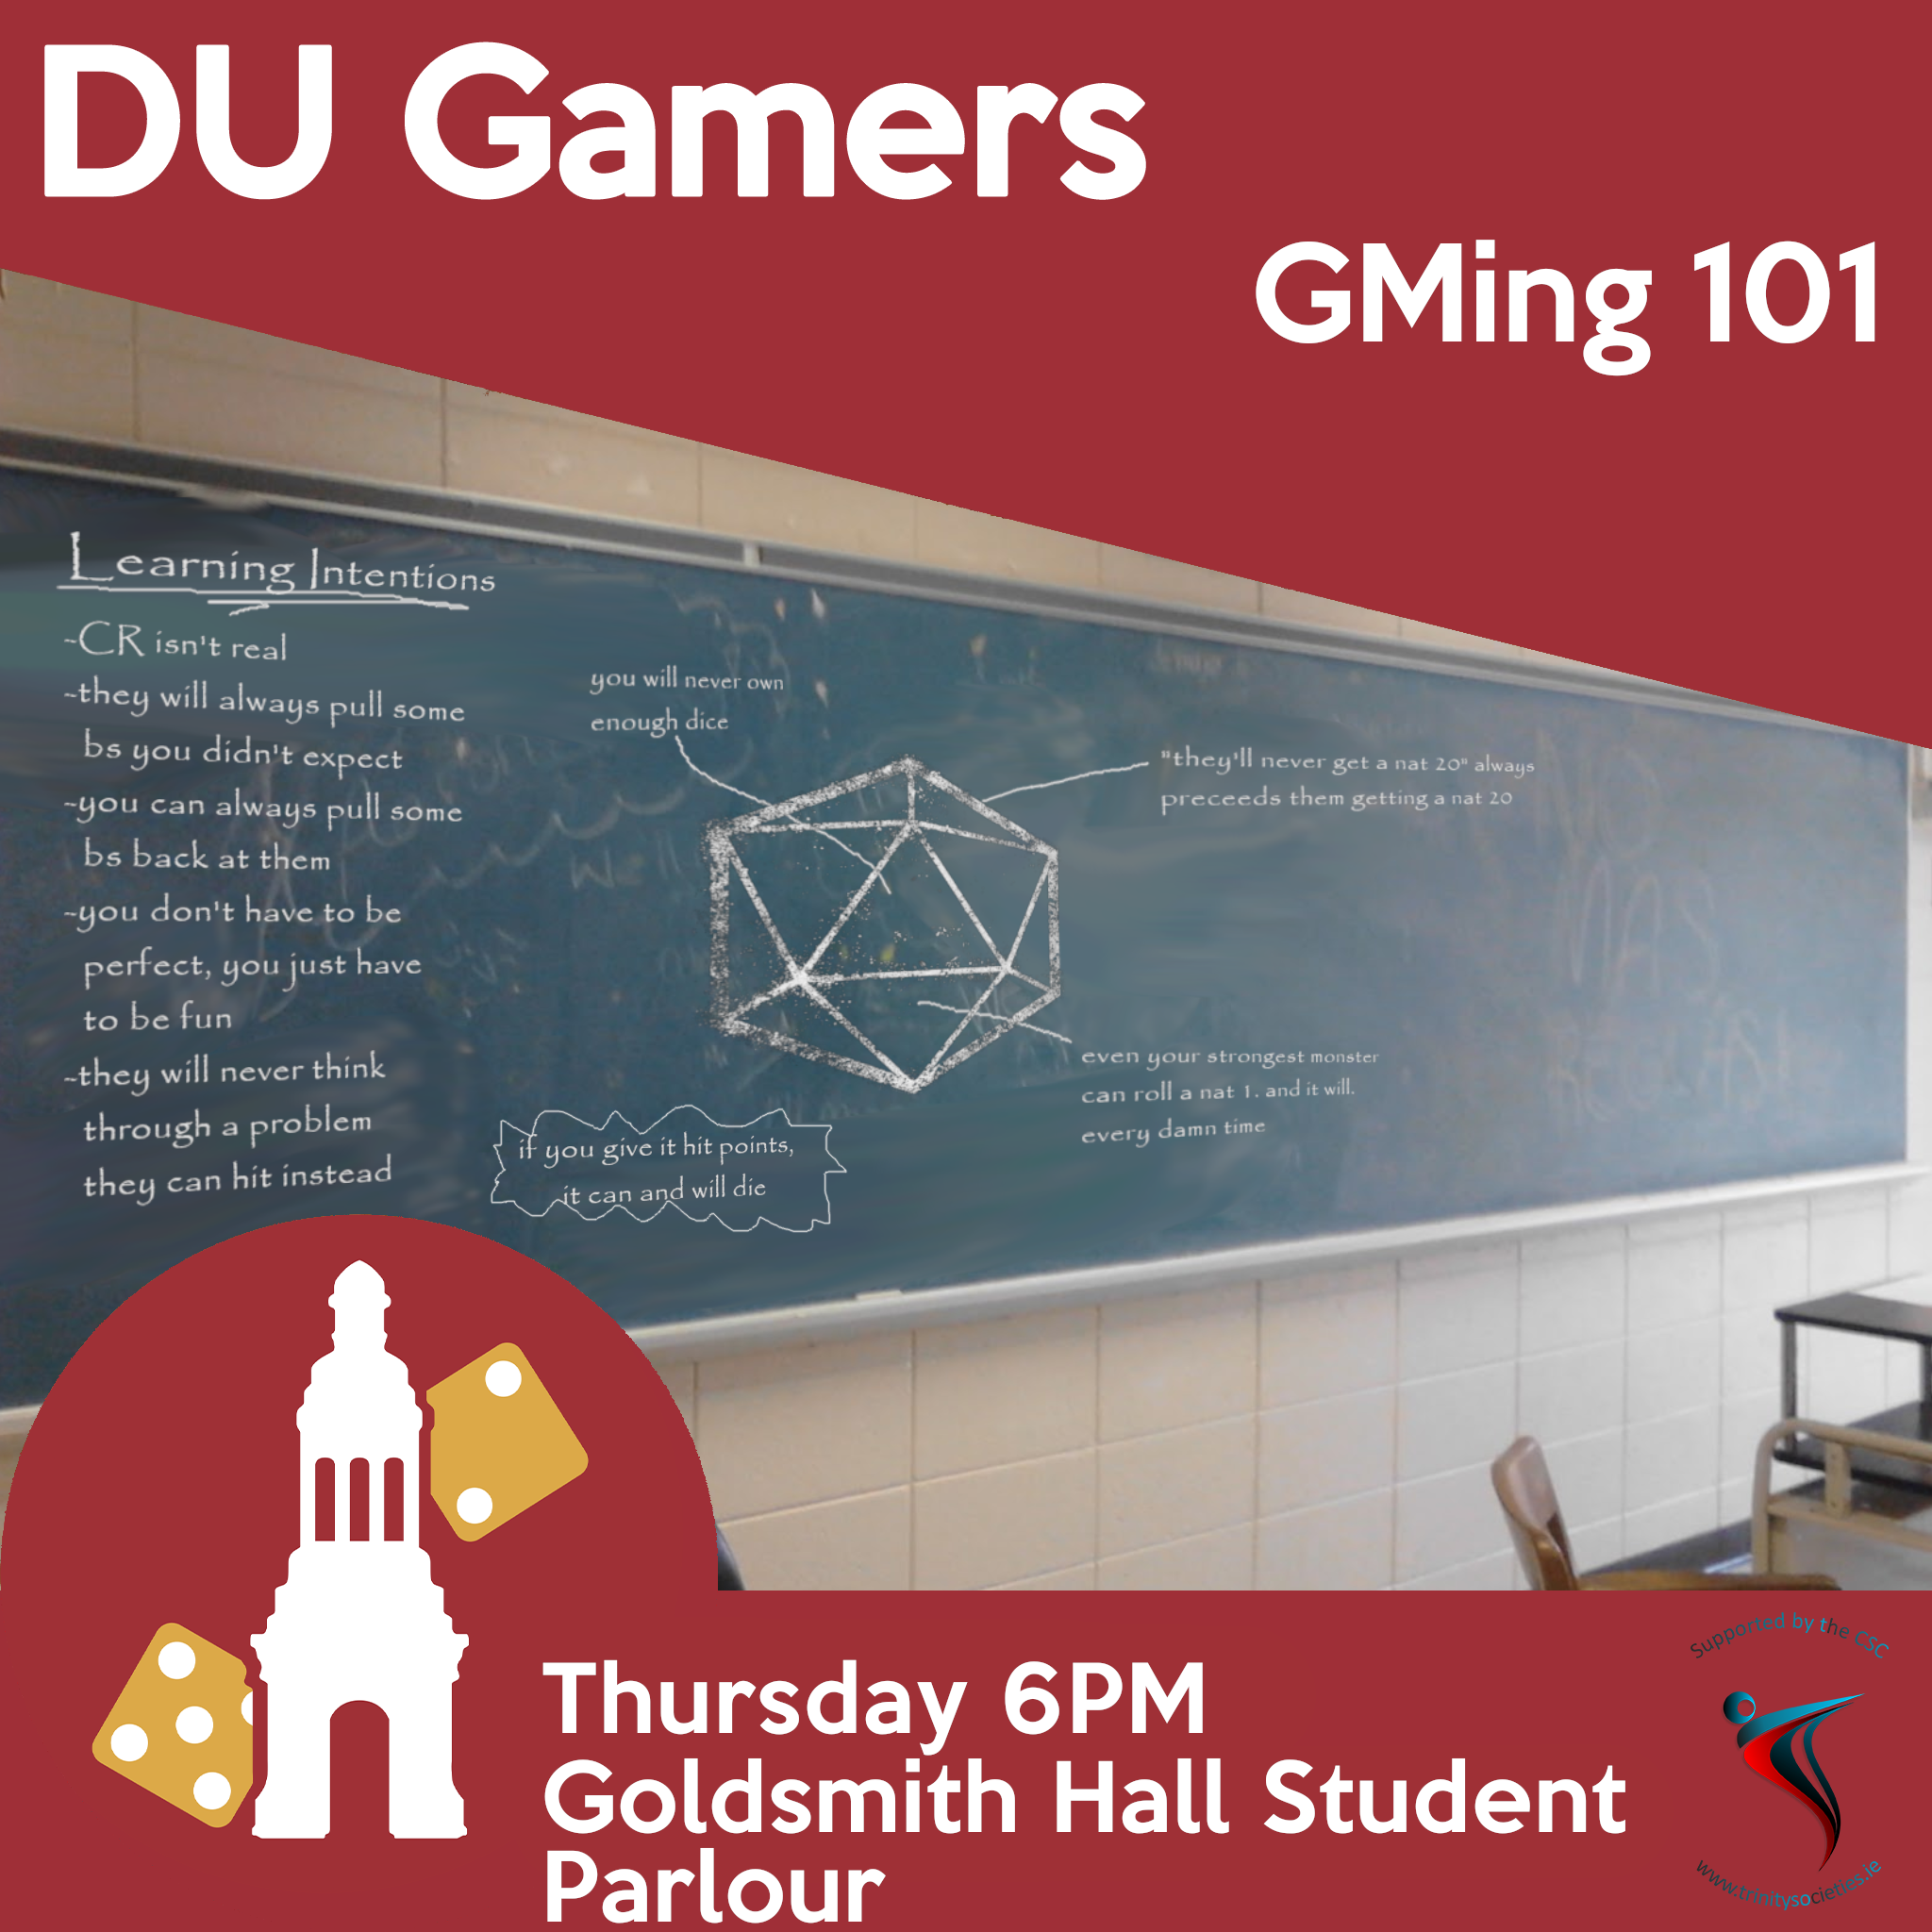 DU Gamers
GMing 101
Learning Intentions
-CR isn't real
-they will always pull some
bs you didn't expect
-you can always pull some
bs back at them
-you don't have to be
perfect, you just have
to be fun
-they will never think
through a problem
they can hit instead
you will never own
enough dice
"they'll never get a nat 20" always
preceeds them getting a nat 20
even your strongest monster
can roll a nat 1. and it will.
every damn time
if you give it hit points,
it can and will die
Thursday 6PM
Goldsmith Hall Student
Parlour
Supported by the CSC
www.trinitysocieties.ie